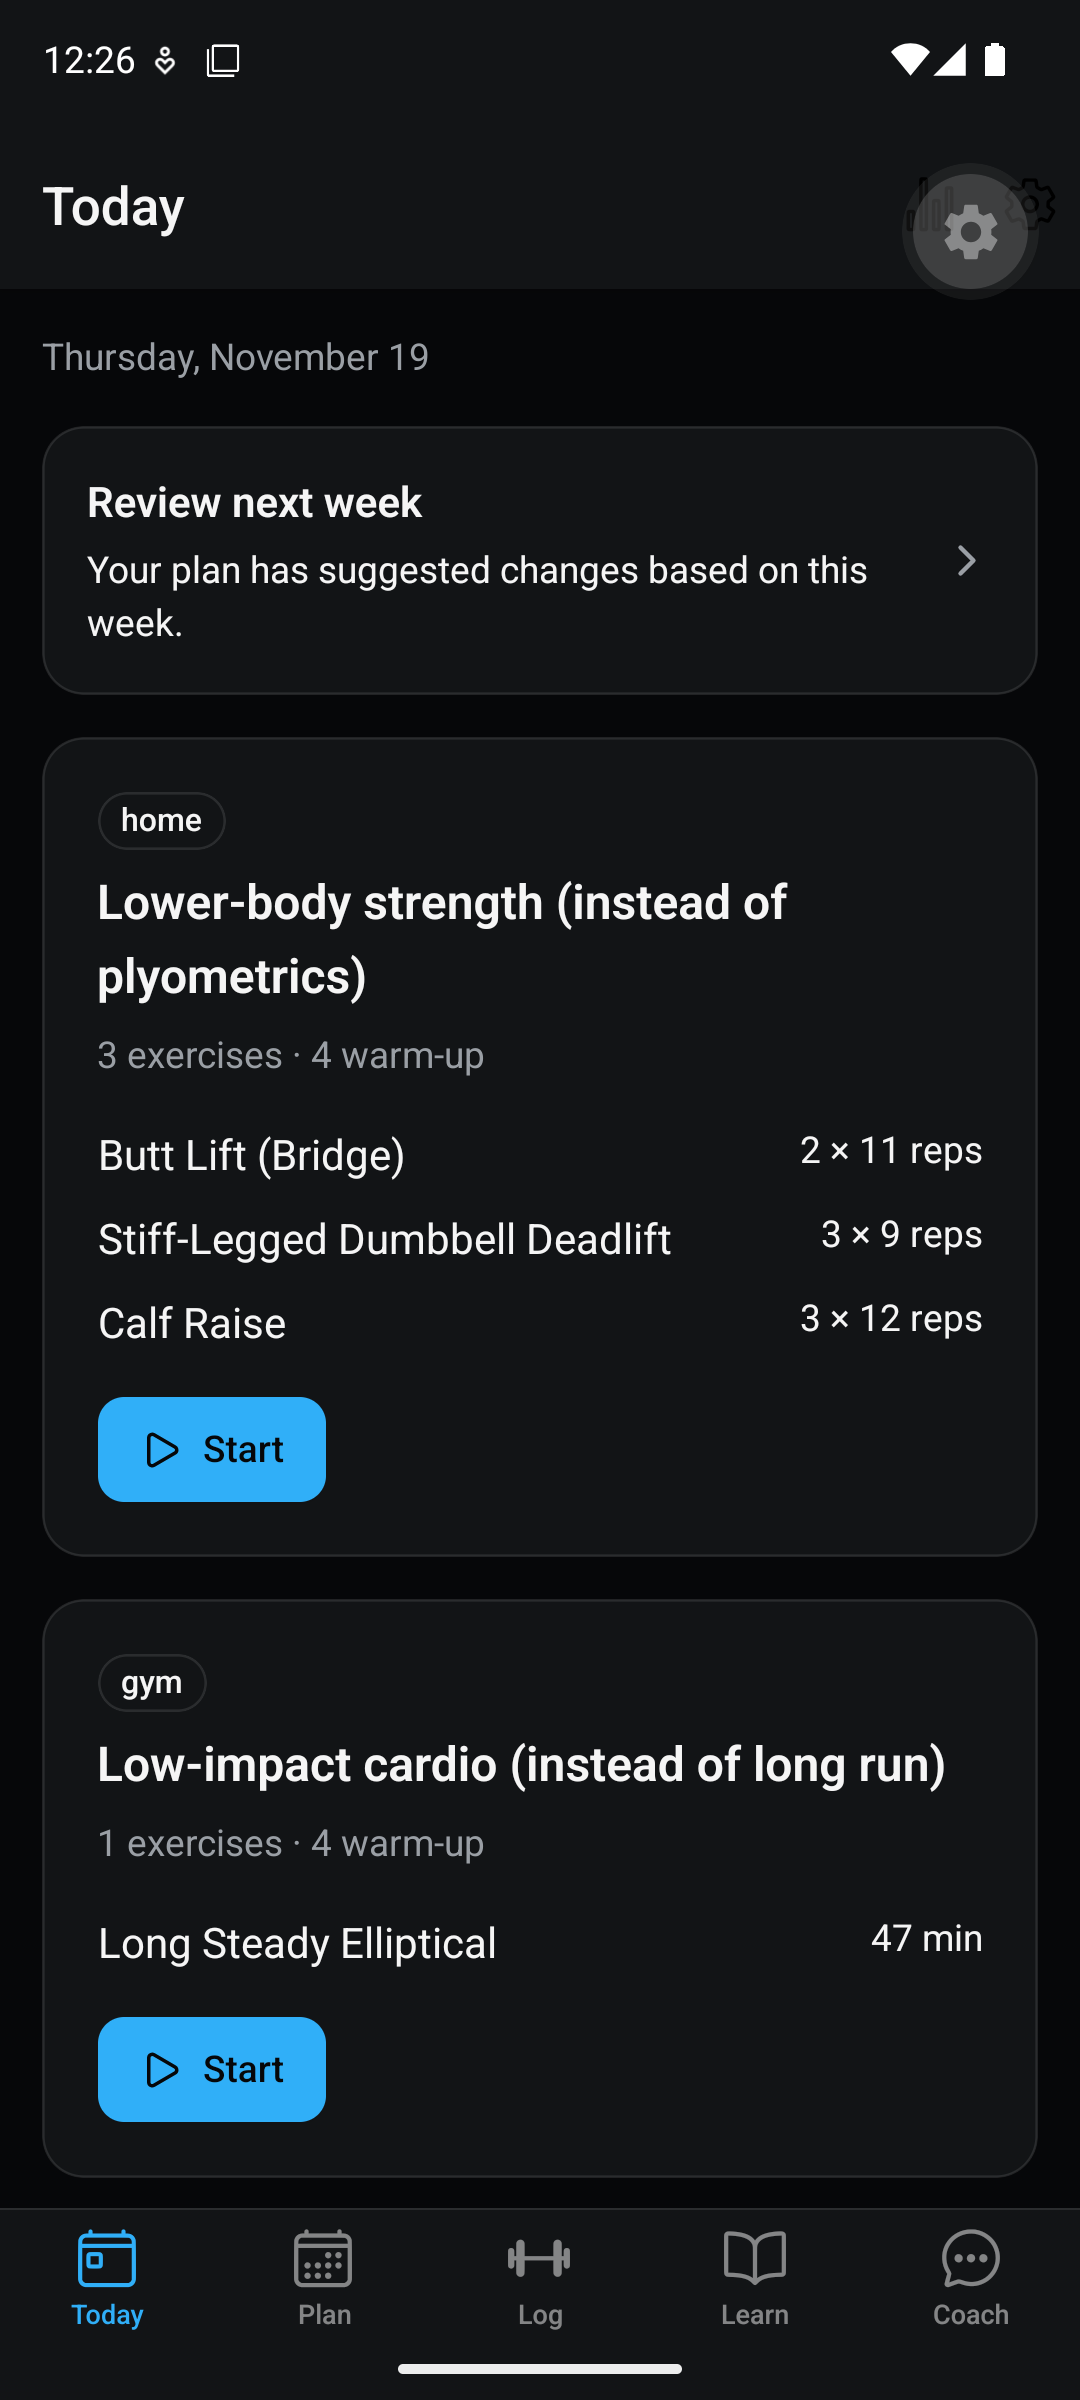 12:26
Today
Thursday, November 19
Review next week
Your plan has suggested changes based on this
week.
home
Lower-body strength (instead of
plyometrics)
3 exercises · 4 warm-up
Butt Lift (Bridge)
2 × 11 reps
Stiff-Legged Dumbbell Deadlift
3 × 9 reps
Calf Raise
3 × 12 reps
Start
gym
Low-impact cardio (instead of long run)
1 exercises · 4 warm-up
Long Steady Elliptical
47 min
Start
Today
Plan
Log
Learn
Coach